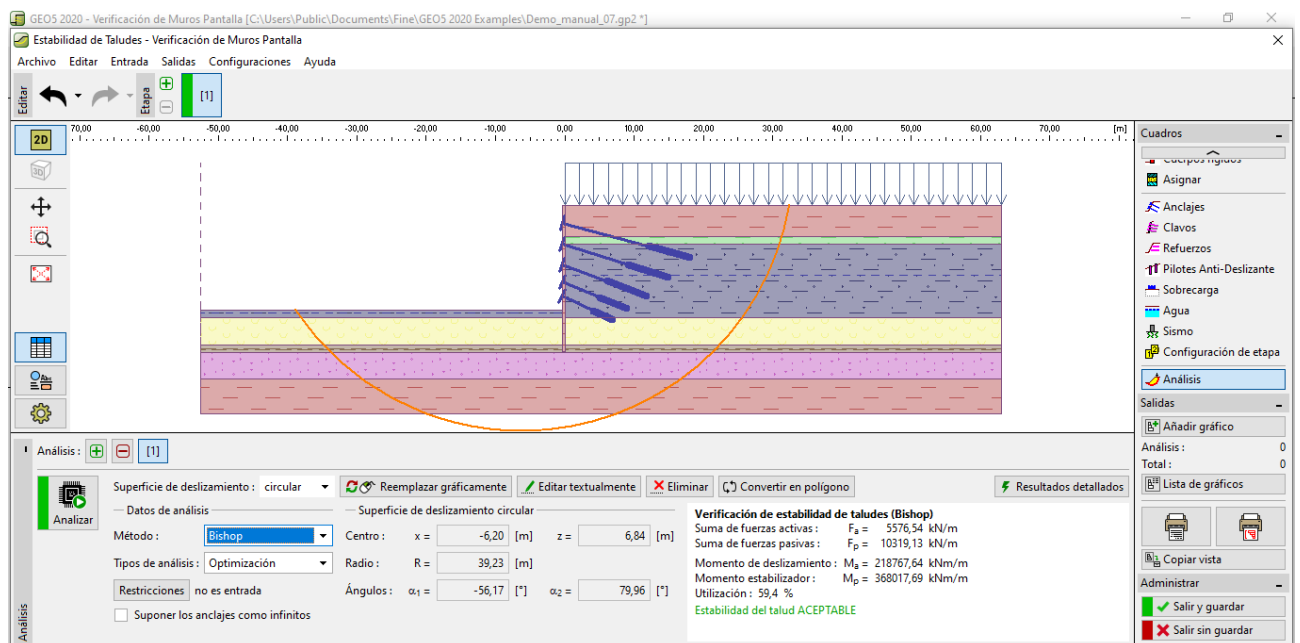 GEO5 2020 - Verificación de Muros Pantalla [C:\Users\Public\Documents\Fine\GEO5 2020 Examples\Demo_manual_07.gp2 *]
Estabilidad de Taludes - Verificación de Muros Pantalla
Archivo Editar Entrada Salidas Configuraciones Ayuda
Editar
Etapa
[1]
2D
3D
70,00 -60,00 -50,00 -40,00 -30,00 -20,00 -10,00 0,00 10,00 20,00 30,00 40,00 50,00 60,00 70,00 [m]
Cuadros
Cuerpos rígidos
Asignar
Anclajes
Clavos
Refuerzos
Pilotes Anti-Deslizante
Sobrecarga
Agua
Sismo
Configuración de etapa
Análisis
Salidas
Añadir gráfico
Análisis : 0
Total : 0
Lista de gráficos
Copiar vista
Administrar
Salir y guardar
Salir sin guardar
Análisis : [1]
Analizar
Superficie de deslizamiento : circular
Reemplazar gráficamente
Editar textualmente
Eliminar
Convertir en polígono
Resultados detallados
Datos de análisis
Método : Bishop
Tipos de análisis : Optimización
Restricciones no es entrada
Suponer los anclajes como infinitos
Superficie de deslizamiento circular
Centro : x = -6,20 [m] z = 6,84 [m]
Radio : R = 39,23 [m]
Ángulos : α1 = -56,17 [°] α2 = 79,96 [°]
Verificación de estabilidad de taludes (Bishop)
Suma de fuerzas activas : Fa = 5576,54 kN/m
Suma de fuerzas pasivas : Fp = 10319,13 kN/m
Momento de deslizamiento : Ma = 218767,64 kNm/m
Momento estabilizador : Mp = 368017,69 kNm/m
Utilización : 59,4 %
Estabilidad del talud ACEPTABLE
Análisis